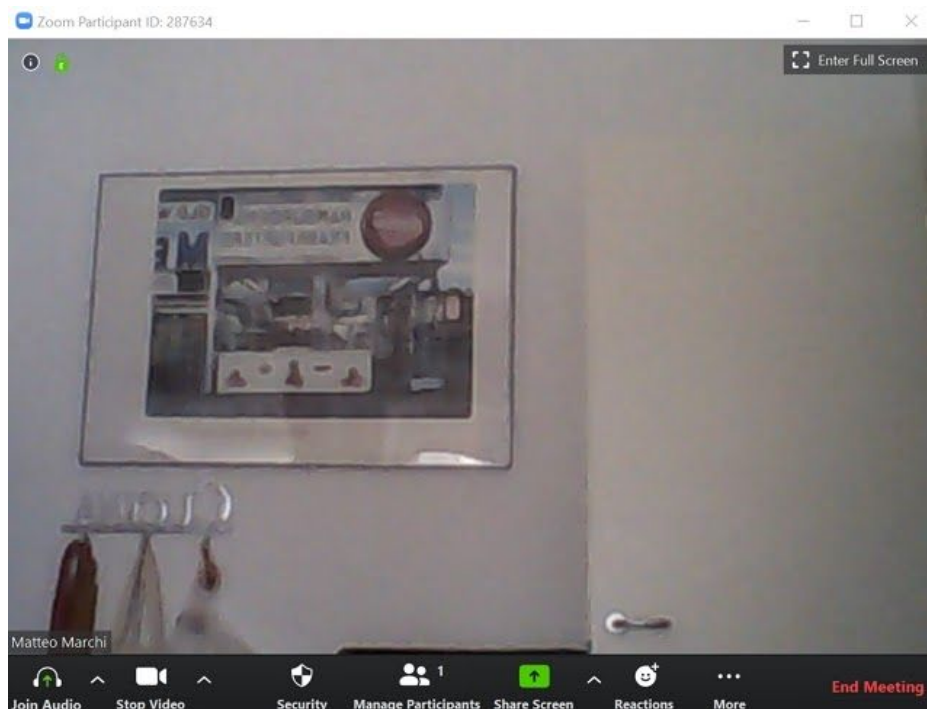 Zoom Participant ID: 287634
Enter Full Screen
Matteo Marchi
Join Audio
Stop Video
Security
1
Manage Participants
Share Screen
Reactions
More
End Meeting